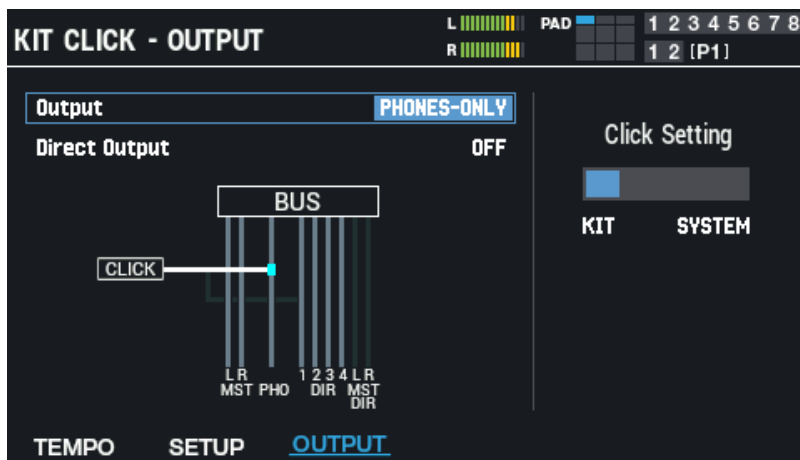 KIT CLICK - OUTPUT
L
R
PAD
1 2 3 4 5 6 7 8
1 2 [P1]
Output PHONES-ONLY
Direct Output OFF
BUS
CLICK
L R 1 2 3 4 L R
MST PHO DIR MST
DIR
Click Setting
KIT SYSTEM
TEMPO SETUP OUTPUT